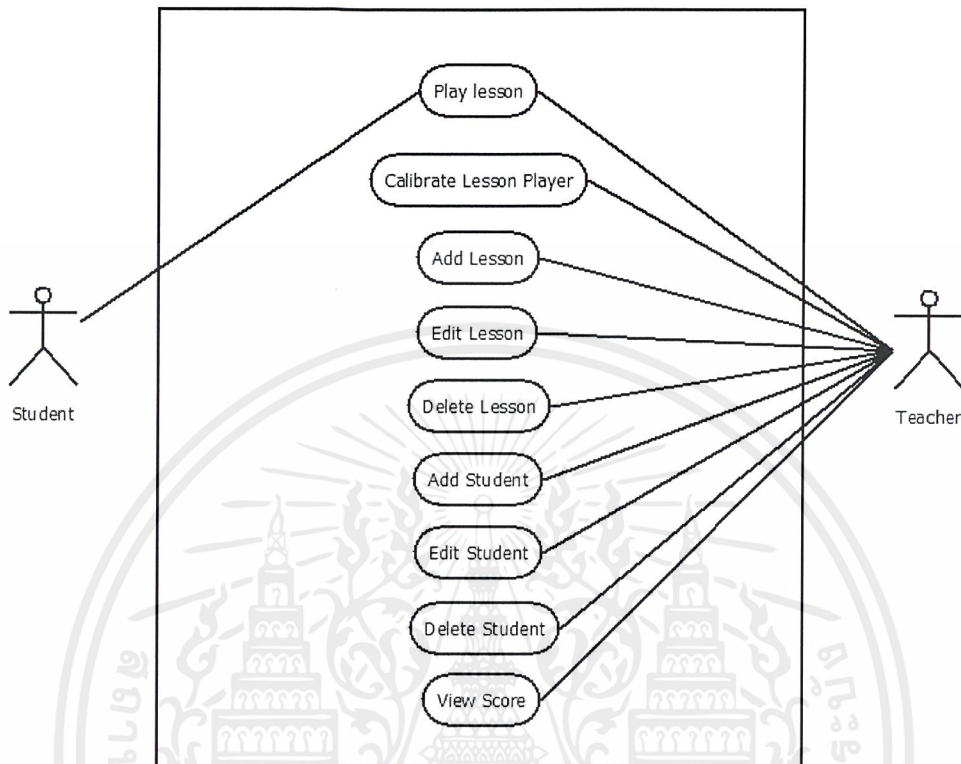 Play lesson
Calibrate Lesson Player
Add Lesson
Edit Lesson
Delete Lesson
Add Student
Edit Student
Delete Student
View Score
Student
Teacher